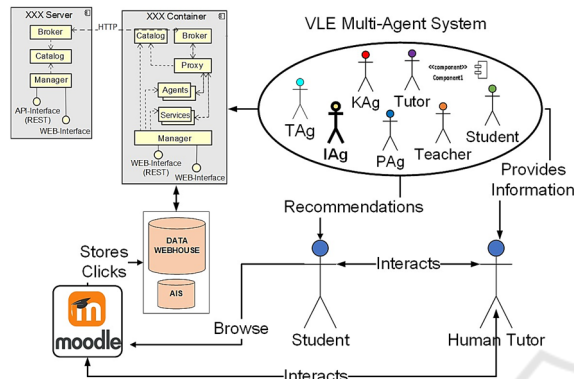 XXX Server
Broker
Catalog
Manager
API-Interface
(REST)
WEB-Interface
HTTP
XXX Container
Catalog
Broker
Proxy
Agents
Services
Manager
WEB-Interface
(REST)
WEB-Interface
VLE Multi-Agent System
TAg
IAg
KAg
PAg
Tutor
Teacher
<<component>>
Component1
Student
Recommendations
Provides
Information
DATA
WEBHOUSE
AIS
Stores
Clicks
m
moodle
Browse
Student
Interacts
Human Tutor
Interacts